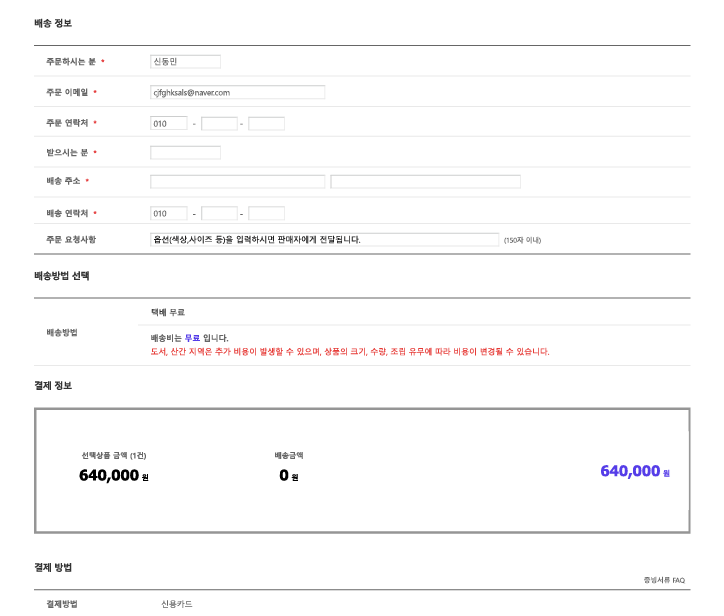 배송 정보
주문하시는 분 * 신동민
주문 이메일 * cjfghksals@naver.com
주문 연락처 * 010 - -
받으시는 분 *
배송 주소 *
배송 연락처 * 010 - -
주문 요청사항 옵션(색상,사이즈 등)을 입력하시면 판매자에게 전달됩니다. (150자 이내)
배송방법 선택
택배 무료
배송방법
배송비는 무료 입니다.
도서, 산간 지역은 추가 비용이 발생할 수 있으며, 상품의 크기, 수량, 조립 유무에 따라 비용이 변경될 수 있습니다.
결제 정보
선택상품 금액 (1건) 배송금액
640,000 원 0 원 640,000 원
결제 방법
증빙서류 FAQ
결제방법 신용카드